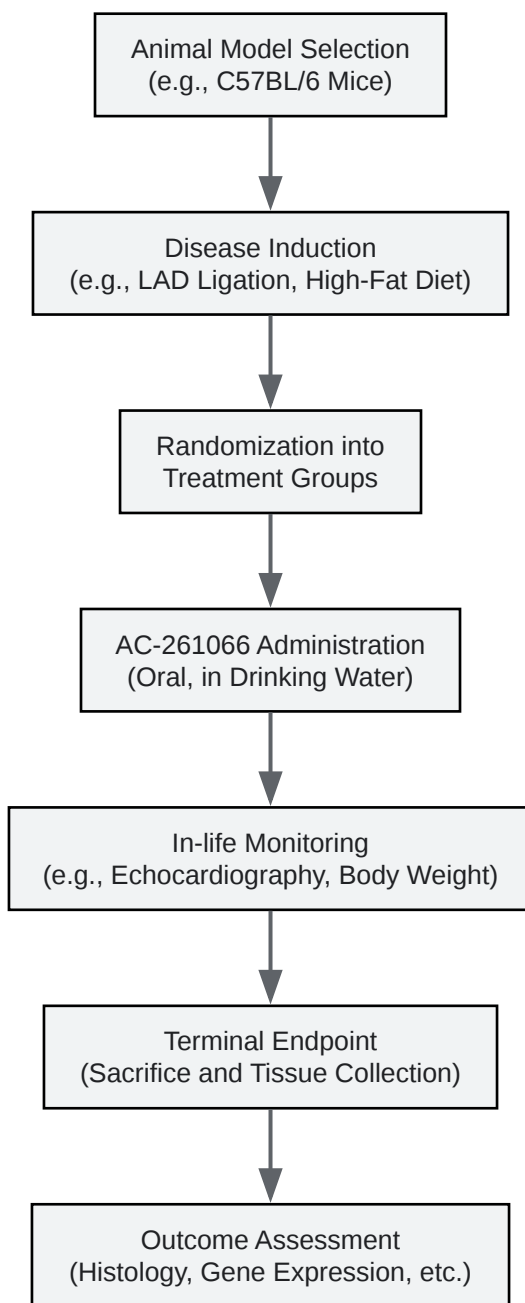 Animal Model Selection
(e.g., C57BL/6 Mice)
Disease Induction
(e.g., LAD Ligation, High-Fat Diet)
Randomization into
Treatment Groups
AC-261066 Administration
(Oral, in Drinking Water)
In-life Monitoring
(e.g., Echocardiography, Body Weight)
Terminal Endpoint
(Sacrifice and Tissue Collection)
Outcome Assessment
(Histology, Gene Expression, etc.)